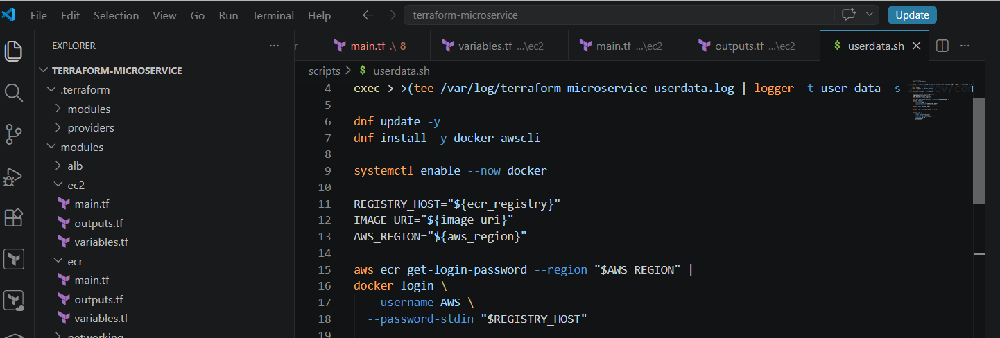 File Edit Selection View Go Run Terminal Help terraform-microservice Update
EXPLORER ...
r main.tf .\ 8 variables.tf ...\ec2 main.tf ...\ec2 outputs.tf ...\ec2 $ userdata.sh ...
TERRAFORM-MICROSERVICE
.terraform
modules
providers
modules
alb
ec2
main.tf
outputs.tf
variables.tf
ecr
main.tf
outputs.tf
variables.tf
networking
scripts > $ userdata.sh
4 exec > >(tee /var/log/terraform-microservice-userdata.log | logger -t user-data -s
5
6 dnf update -y
7 dnf install -y docker awscli
8
9 systemctl enable --now docker
10
11 REGISTRY_HOST="${ecr_registry}"
12 IMAGE_URI="${image_uri}"
13 AWS_REGION="${aws_region}"
14
15 aws ecr get-login-password --region "$AWS_REGION" |
16 docker login \
17 --username AWS \
18 --password-stdin "$REGISTRY_HOST"
19